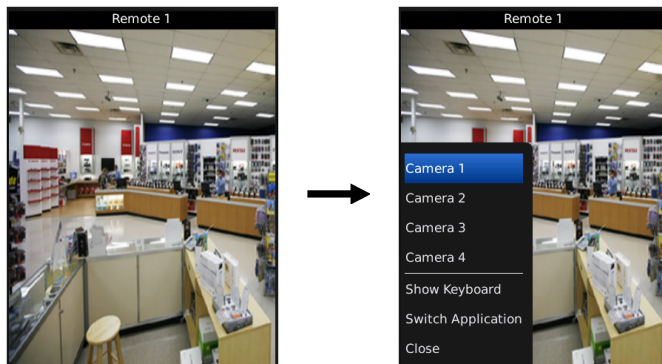 Remote 1
Remote 1
Camera 1
Camera 2
Camera 3
Camera 4
Show Keyboard
Switch Application
Close